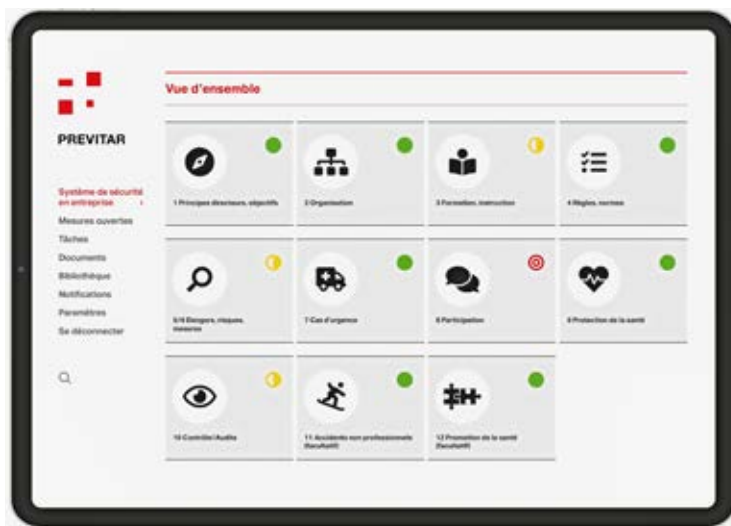 PREVITAR
Système de sécurité
en entreprise
Mesures ouvertes
Tâches
Documents
Bibliothèque
Notifications
Paramètres
Se déconnecter
Vue d'ensemble
1 Principes directeurs, objectifs
2 Organisation
3 Formation, instruction
4 Règles, normes
5/6 Dangers, risques,
mesures
7 Cas d'urgence
8 Participation
9 Protection de la santé
10 Contrôle/Audits
11 Accidents non professionnels
(facultatif)
12 Promotion de la santé
(facultatif)